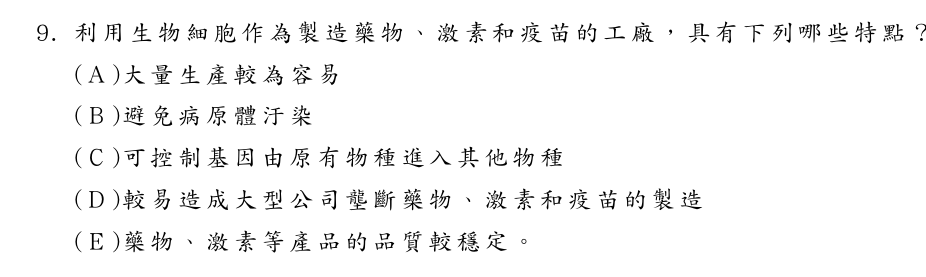 9. 利用生物細胞作為製造藥物、激素和疫苗的工廠，具有下列哪些特點？
(A)大量生產較為容易
(B)避免病原體汙染
(C)可控制基因由原有物種進入其他物種
(D)較易造成大型公司壟斷藥物、激素和疫苗的製造
(E)藥物、激素等產品的品質較穩定。